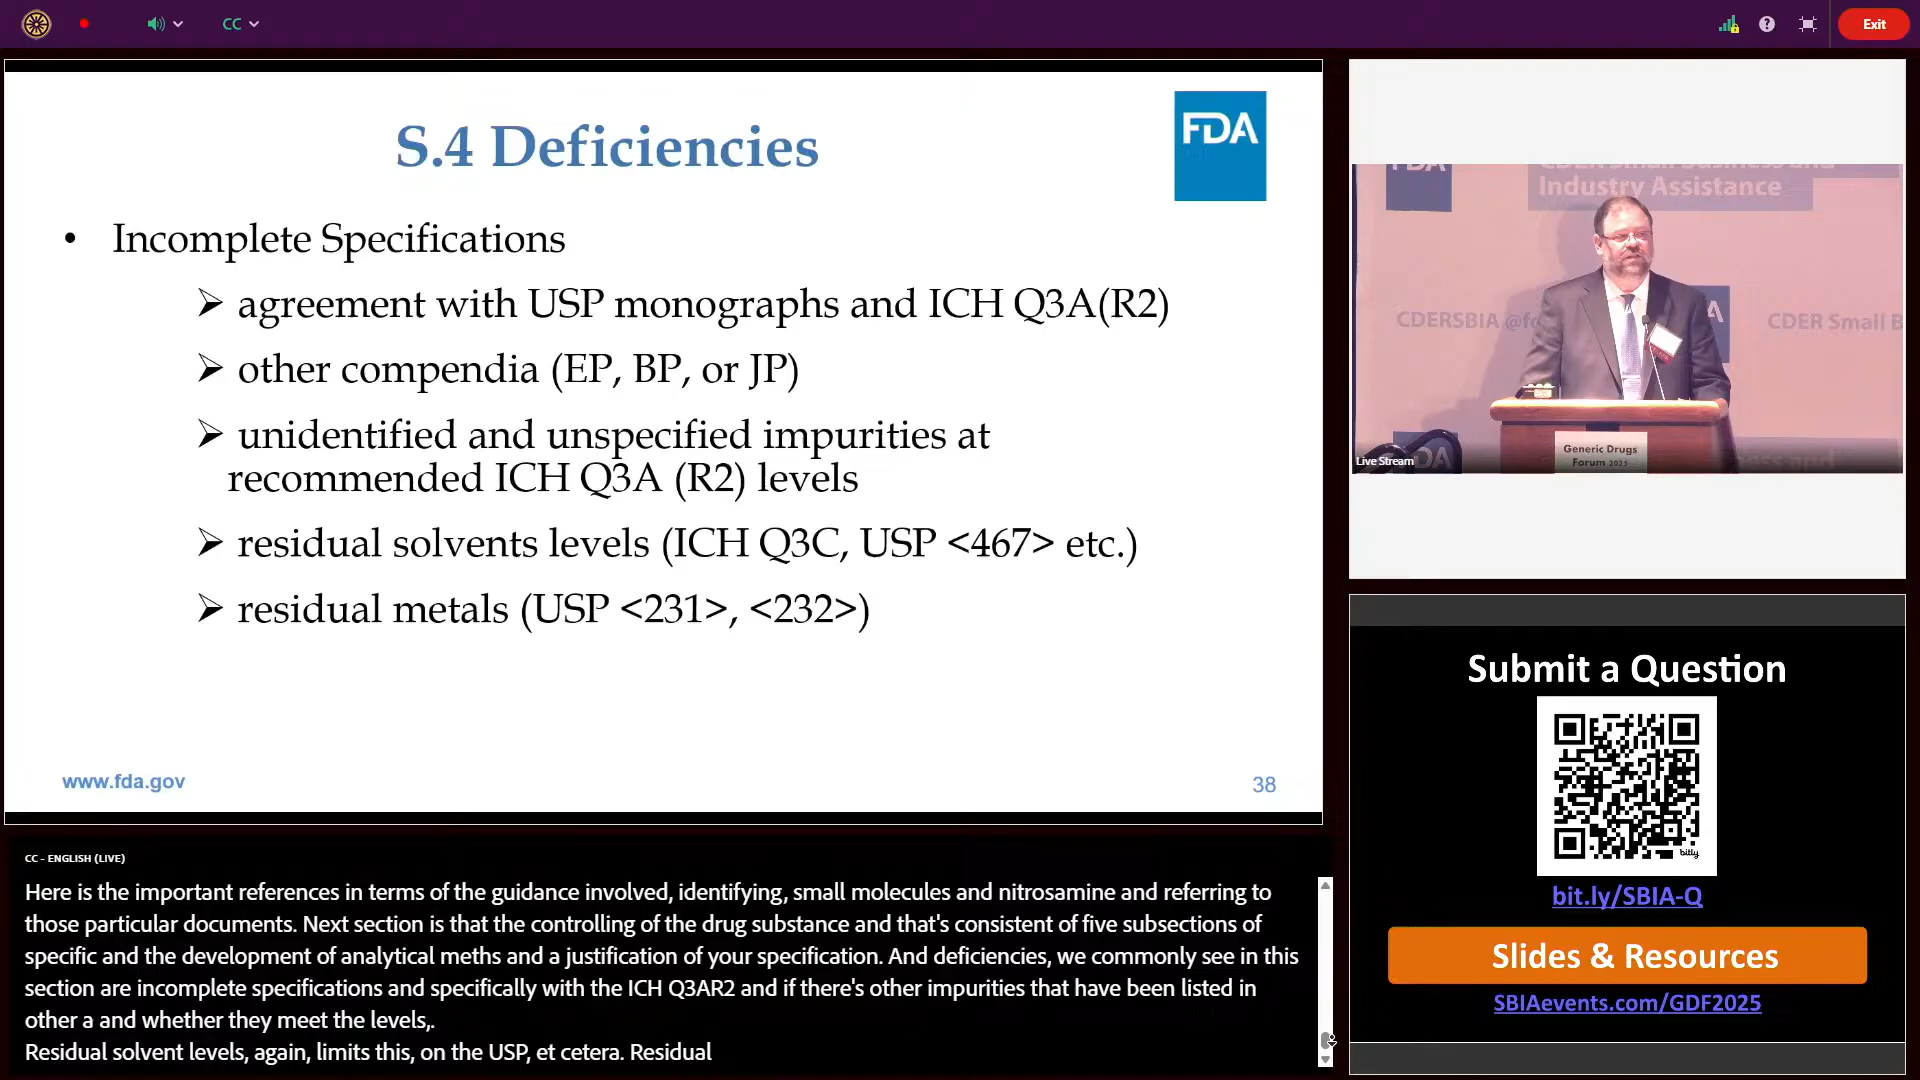 CC
Exit
S.4 Deficiencies
FDA
• Incomplete Specifications
➢ agreement with USP monographs and ICH Q3A(R2)
➢ other compendia (EP, BP, or JP)
➢ unidentified and unspecified impurities at
recommended ICH Q3A (R2) levels
➢ residual solvents levels (ICH Q3C, USP <467> etc.)
➢ residual metals (USP <231>, <232>)
www.fda.gov
38
FDA
CDER Small Business and
Industry Assistance
CDERSBIA
CDER Small B
Generic Drugs
Forum 2025
Live Stream
Submit a Question
bitly
bit.ly/SBIA-Q
Slides & Resources
SBIAevents.com/GDF2025
CC - ENGLISH (LIVE)
Here is the important references in terms of the guidance involved, identifying, small molecules and nitrosamine and referring to
those particular documents. Next section is that the controlling of the drug substance and that's consistent of five subsections of
specific and the development of analytical meths and a justification of your specification. And deficiencies, we commonly see in this
section are incomplete specifications and specifically with the ICH Q3AR2 and if there's other impurities that have been listed in
other a and whether they meet the levels,.
Residual solvent levels, again, limits this, on the USP, et cetera. Residual